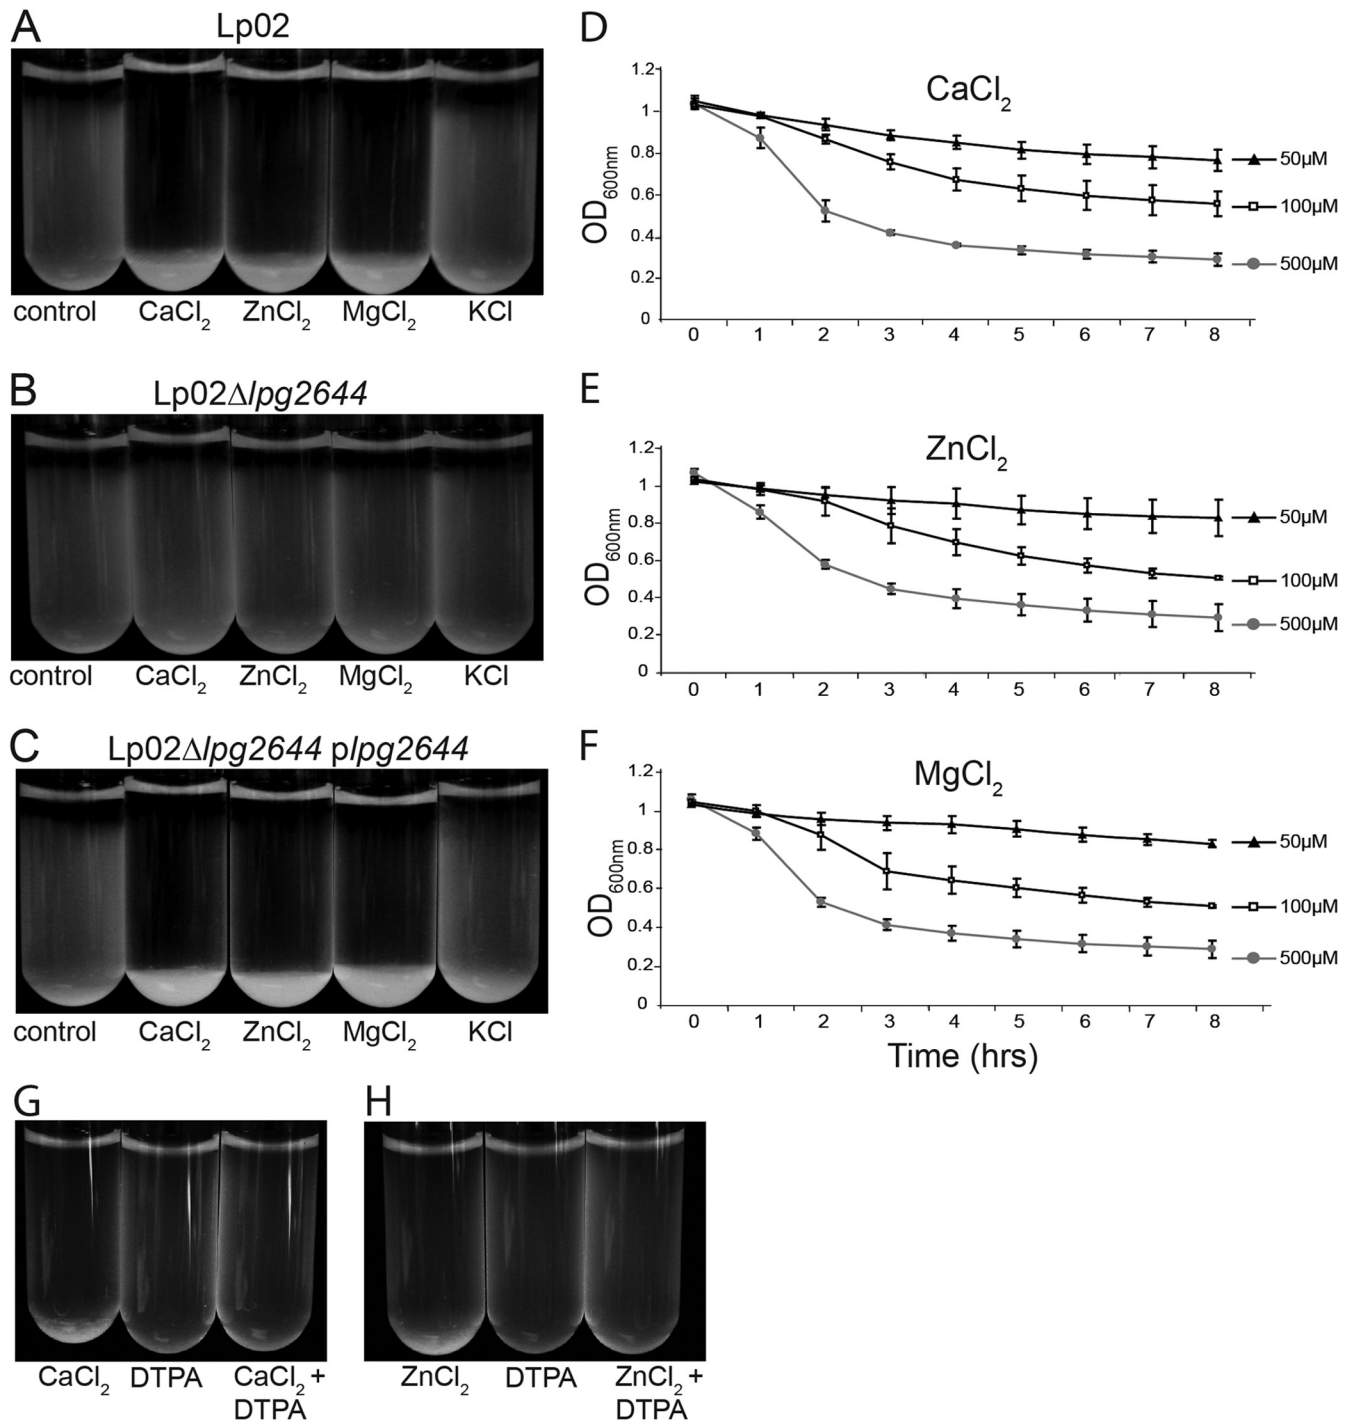 A
Lp02
control CaCl₂ ZnCl₂ MgCl₂ KCl
B
Lp02Δlpg2644
control CaCl₂ ZnCl₂ MgCl₂ KCl
C
Lp02Δlpg2644 plpg2644
control CaCl₂ ZnCl₂ MgCl₂ KCl
D
CaCl₂
OD600nm
1.2
1
0.8
0.6
0.4
0.2
0
0 1 2 3 4 5 6 7 8
50µM
100µM
500µM
E
ZnCl₂
OD600nm
1.2
1
0.8
0.6
0.4
0.2
0
0 1 2 3 4 5 6 7 8
50µM
100µM
500µM
F
MgCl₂
OD600nm
1.2
1
0.8
0.6
0.4
0.2
0
0 1 2 3 4 5 6 7 8
Time (hrs)
50µM
100µM
500µM
G
CaCl₂ DTPA CaCl₂ +
DTPA
H
ZnCl₂ DTPA ZnCl₂ +
DTPA